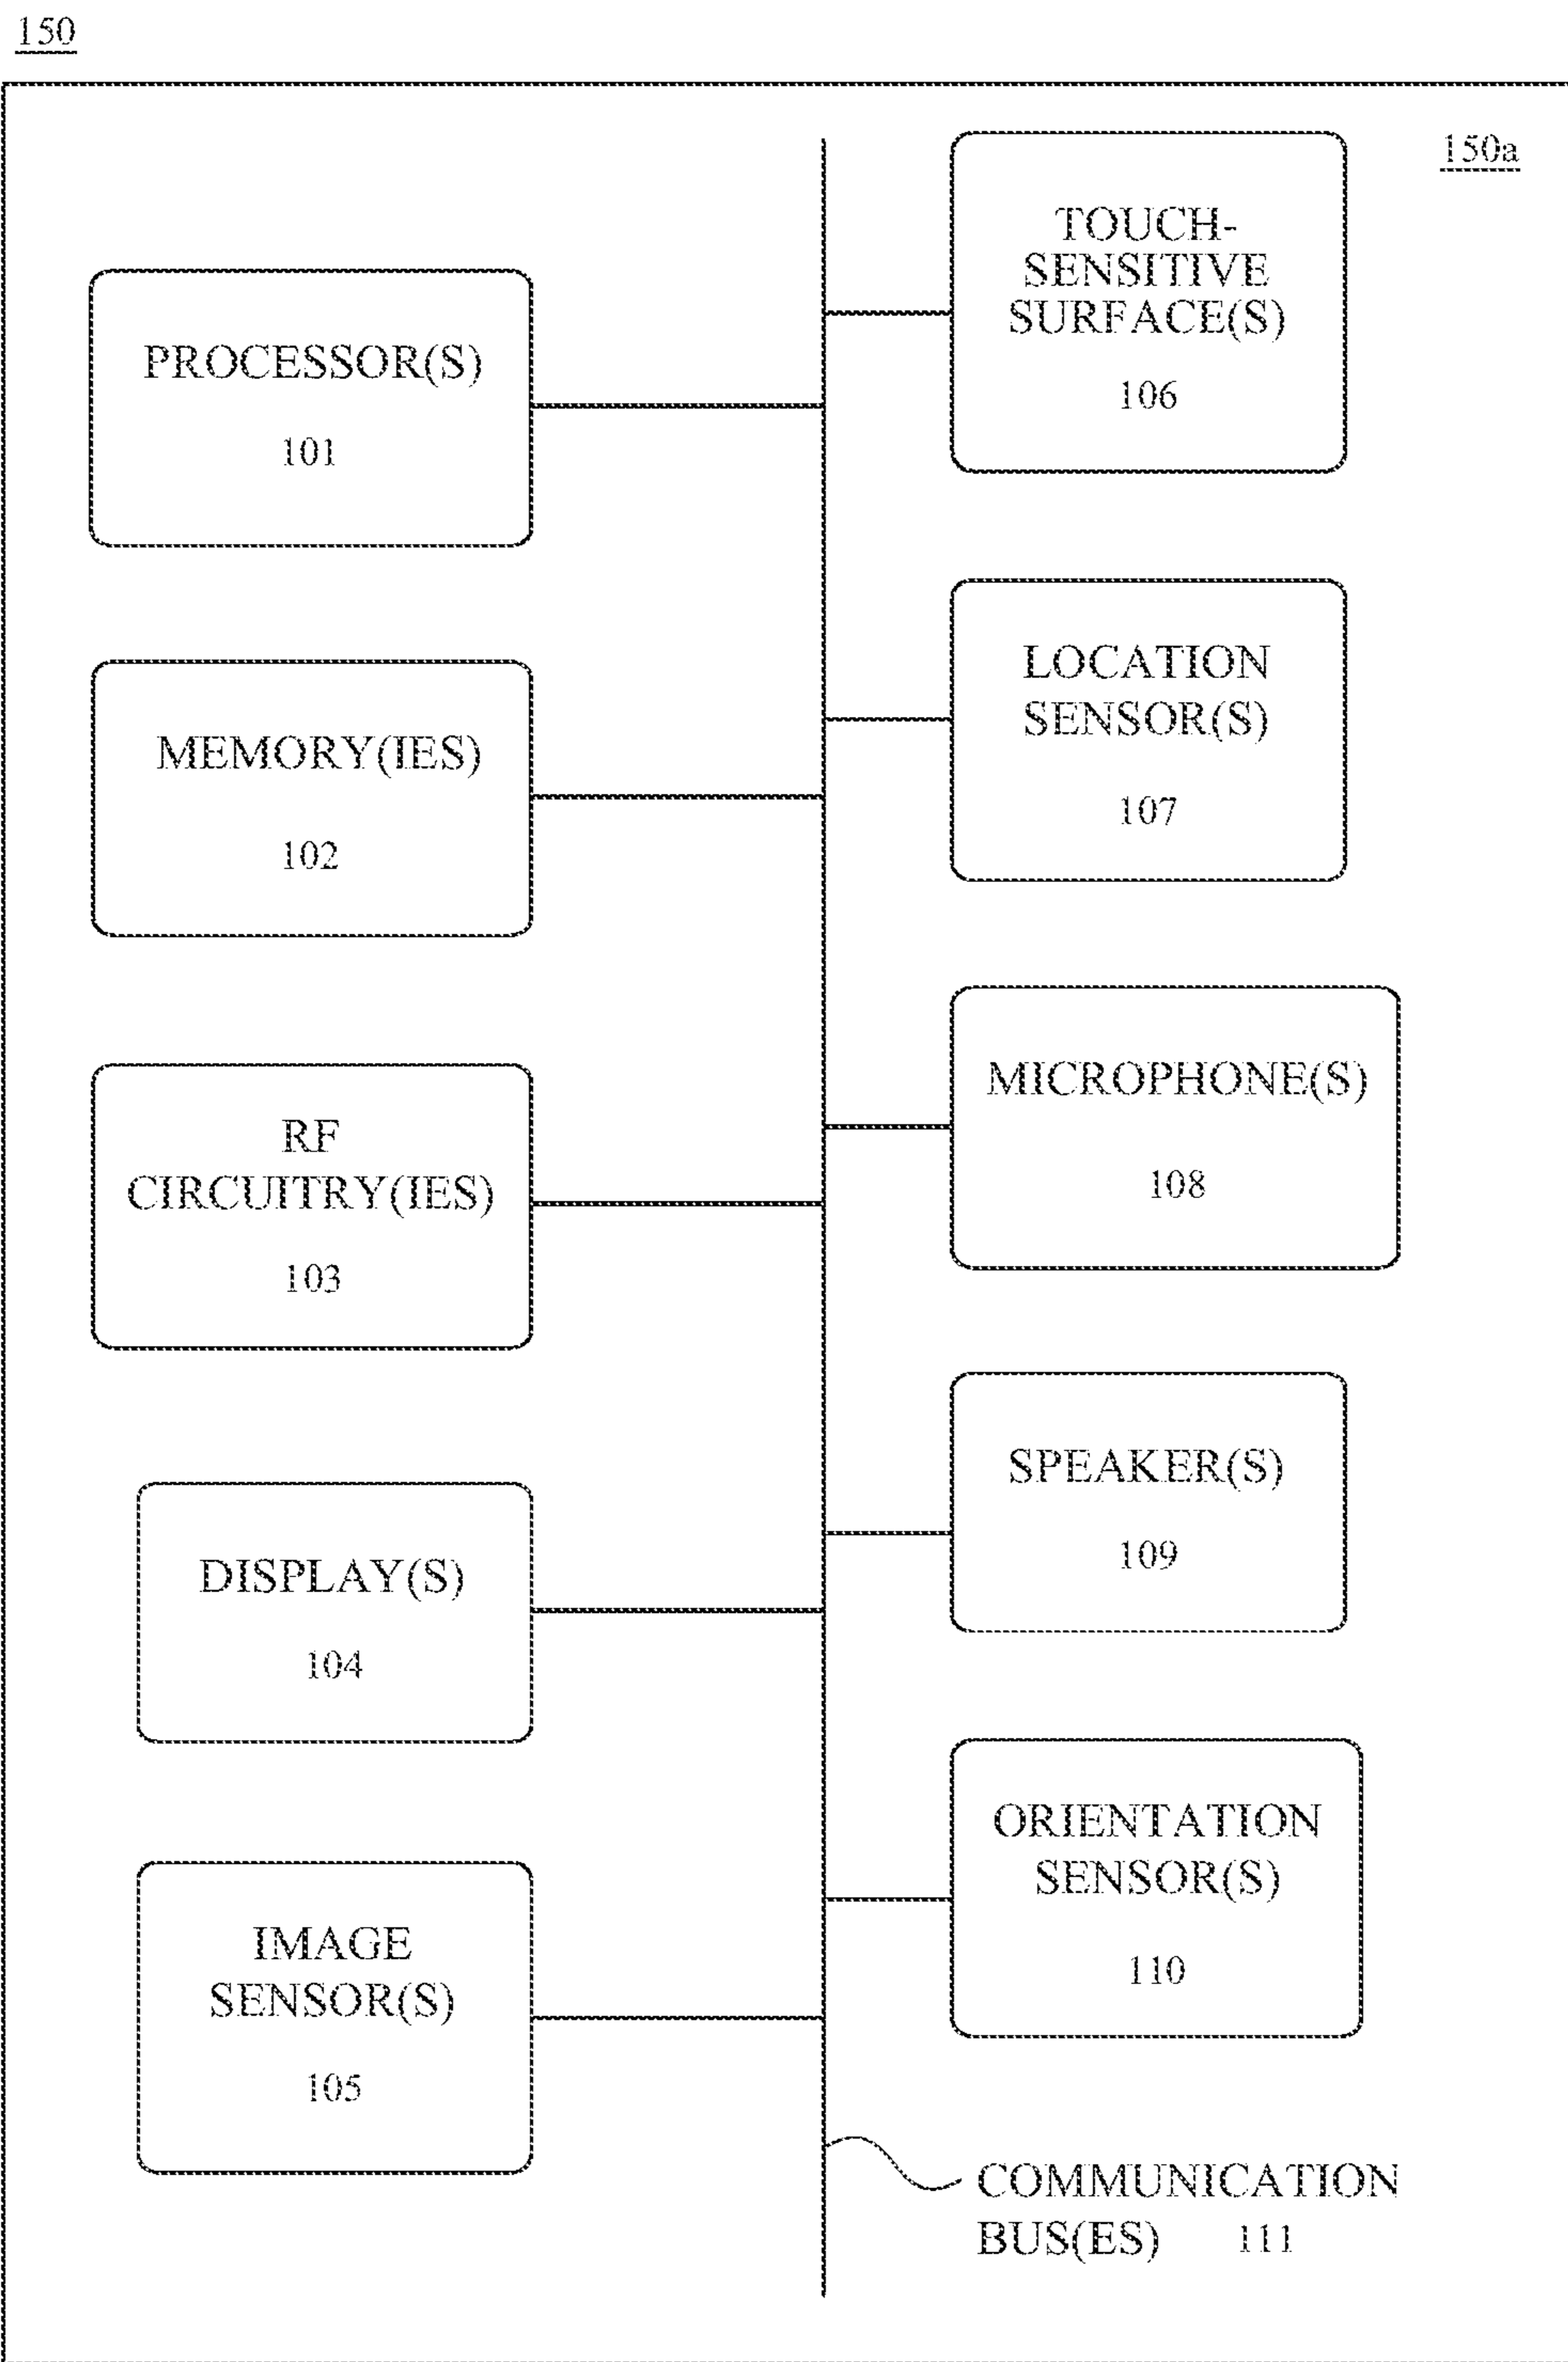 150
150a
PROCESSOR(S)
101
MEMORY(IES)
102
RF
CIRCUITRY(IES)
103
DISPLAY(S)
104
IMAGE
SENSOR(S)
105
TOUCH-
SENSITIVE
SURFACE(S)
106
LOCATION
SENSOR(S)
107
MICROPHONE(S)
108
SPEAKER(S)
109
ORIENTATION
SENSOR(S)
110
COMMUNICATION
BUS(ES) 111